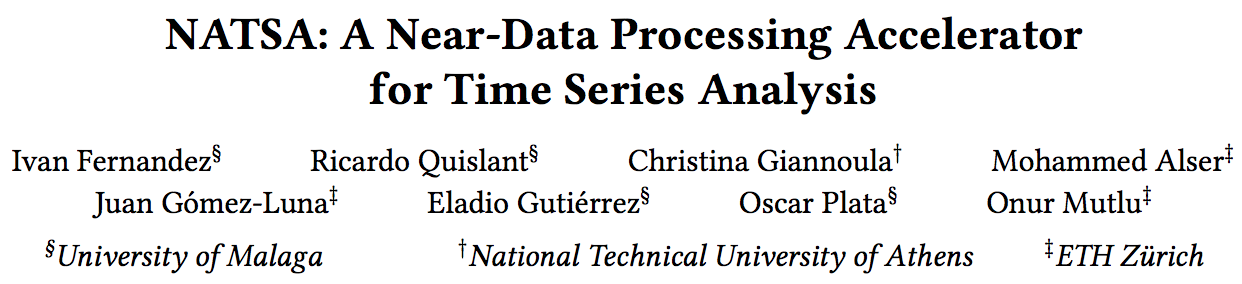 NATSA: A Near-Data Processing Accelerator
for Time Series Analysis
Ivan Fernandez§ Ricardo Quislant§ Christina Giannoula† Mohammed Alser‡
Juan Gómez-Luna‡ Eladio Gutiérrez§ Oscar Plata§ Onur Mutlu‡
§University of Malaga †National Technical University of Athens ‡ETH Zürich